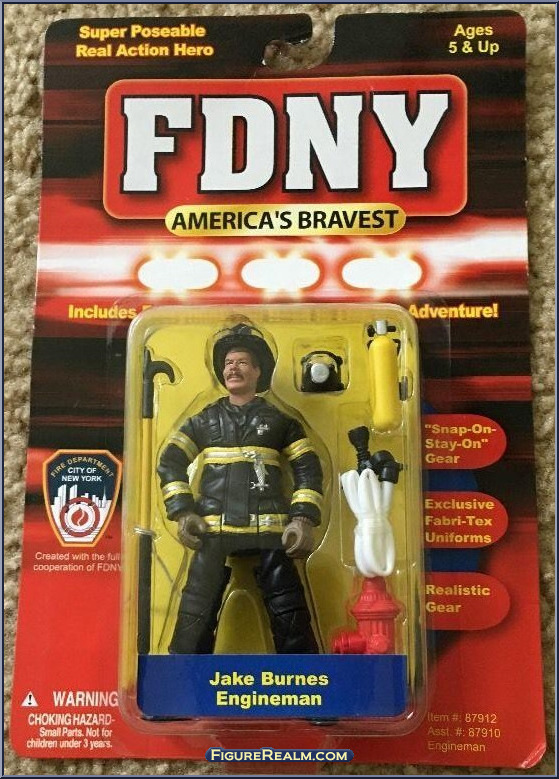 Super Poseable
Real Action Hero
Ages
5 & Up
FDNY
AMERICA'S BRAVEST
Includes
Adventure!
"Snap-On-
Stay-On"
Gear
Exclusive
Fabri-Tex
Uniforms
Realistic
Gear
FIRE DEPARTMENT
CITY OF
NEW YORK
Created with the full
cooperation of FDNY
Jake Burnes
Engineman
WARNING
CHOKING HAZARD-
Small Parts. Not for
children under 3 years.
Item #: 87912
Asst. #: 87910
Engineman
FIGUREREALM.COM